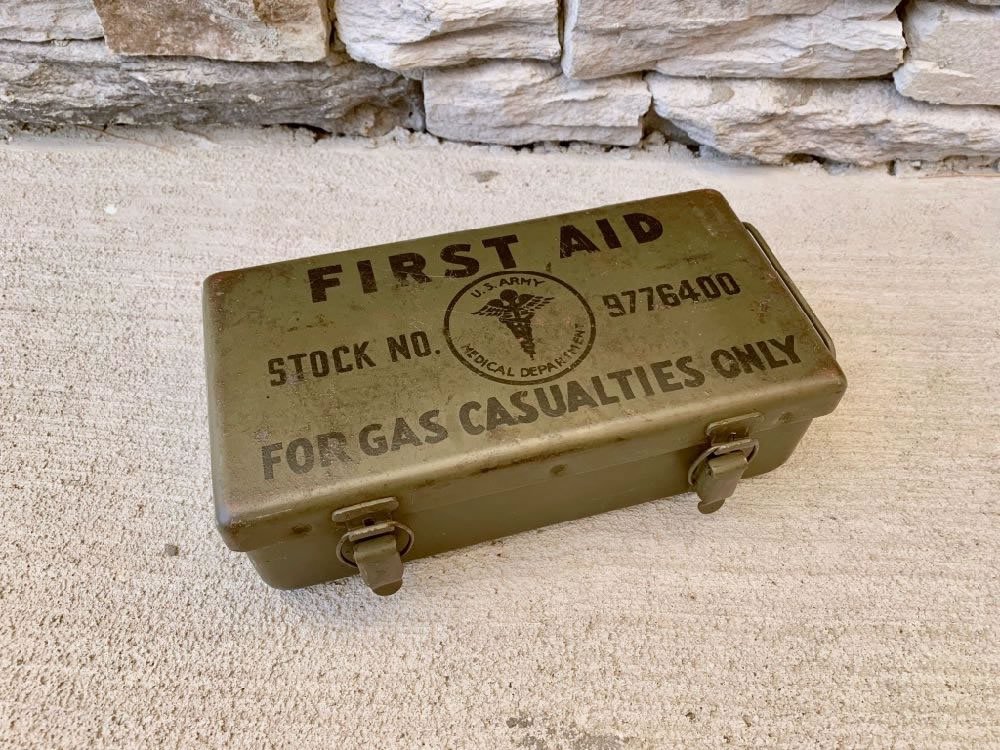 FIRST AID
U.S. ARMY
MEDICAL DEPARTMENT
STOCK NO. 9776400
FOR GAS CASUALTIES ONLY